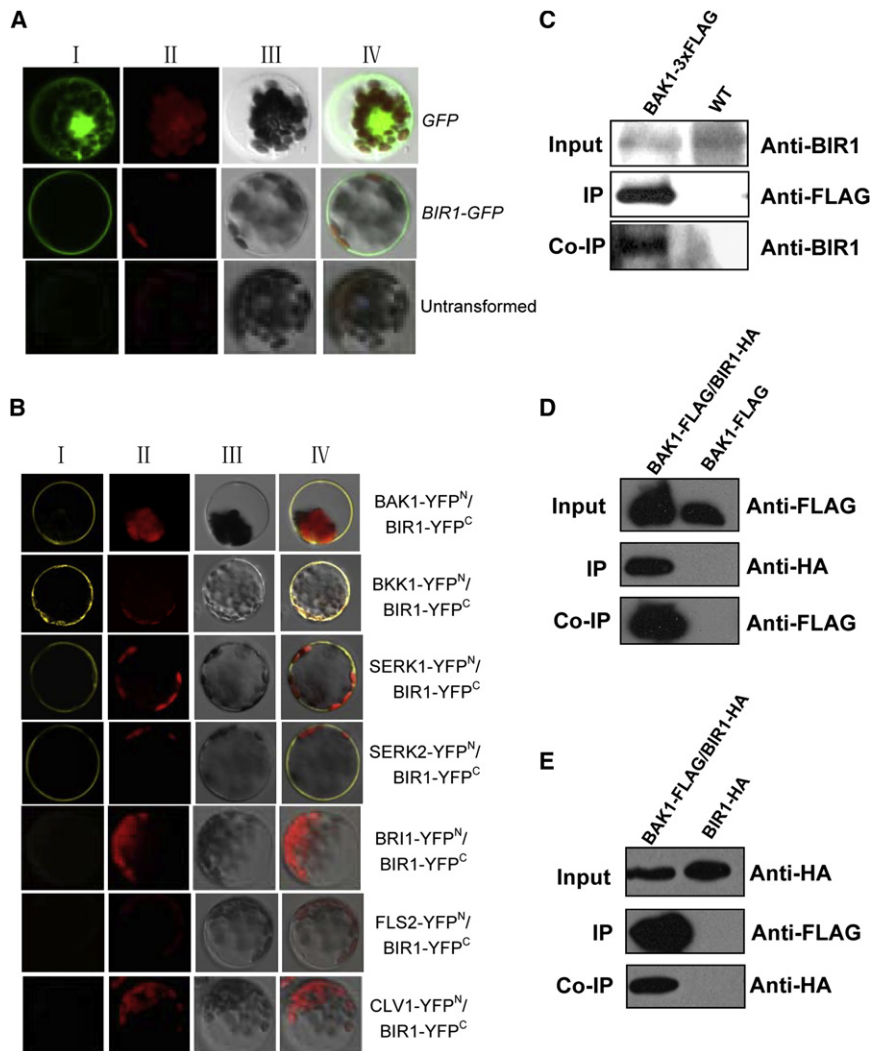 A
I II III IV
GFP
BIR1-GFP
Untransformed
B
I II III IV
BAK1-YFPᴺ/
BIR1-YFPᶜ
BKK1-YFPᴺ/
BIR1-YFPᶜ
SERK1-YFPᴺ/
BIR1-YFPᶜ
SERK2-YFPᴺ/
BIR1-YFPᶜ
BRI1-YFPᴺ/
BIR1-YFPᶜ
FLS2-YFPᴺ/
BIR1-YFPᶜ
CLV1-YFPᴺ/
BIR1-YFPᶜ
C
BAK1-3xFLAG WT
Input Anti-BIR1
IP Anti-FLAG
Co-IP Anti-BIR1
D
BAK1-FLAG/BIR1-HA BAK1-FLAG
Input Anti-FLAG
IP Anti-HA
Co-IP Anti-FLAG
E
BAK1-FLAG/BIR1-HA BIR1-HA
Input Anti-HA
IP Anti-FLAG
Co-IP Anti-HA